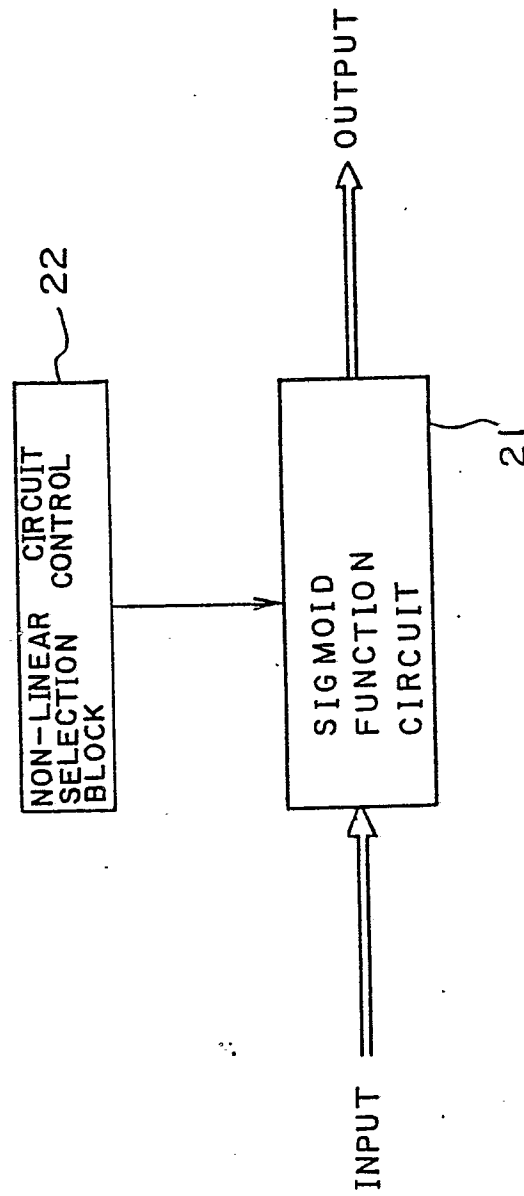 NON-LINEAR CIRCUIT
SELECTION CONTROL
BLOCK
22
INPUT
SIGMOID
FUNCTION
CIRCUIT
OUTPUT
21